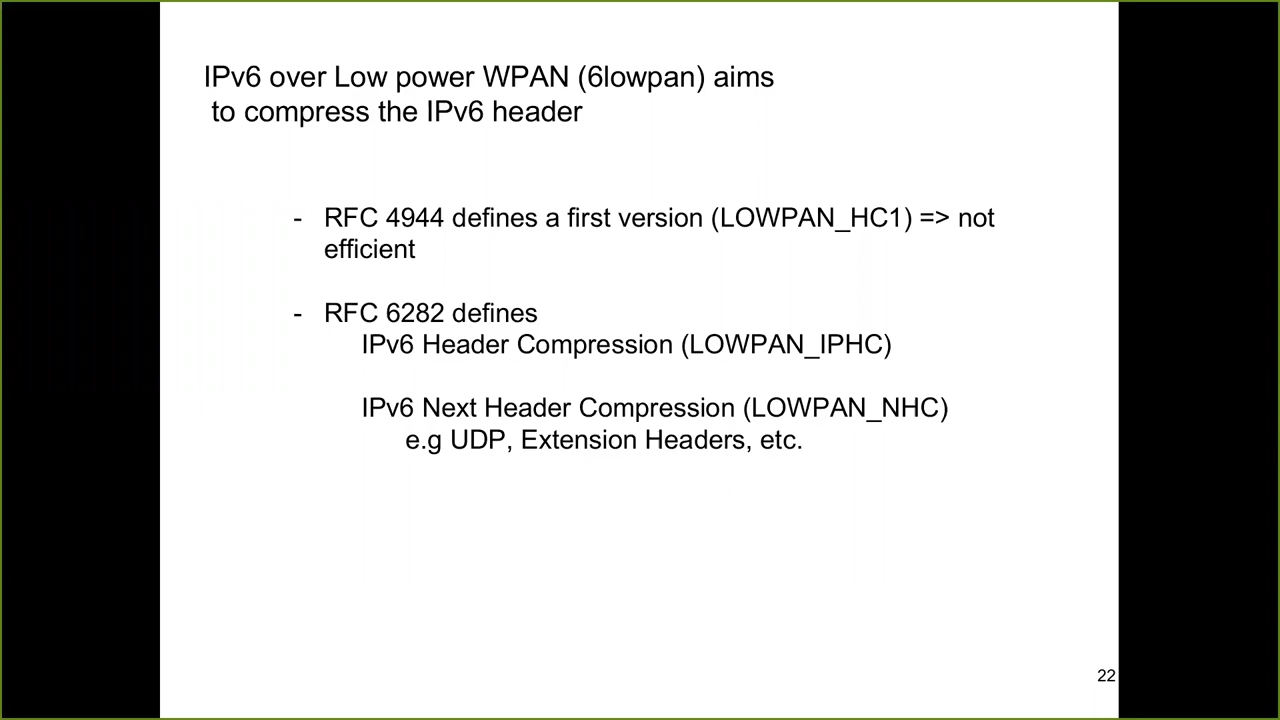 IPv6 over Low power WPAN (6lowpan) aims
to compress the IPv6 header
- RFC 4944 defines a first version (LOWPAN_HC1) => not
efficient
- RFC 6282 defines
IPv6 Header Compression (LOWPAN_IPHC)
IPv6 Next Header Compression (LOWPAN_NHC)
e.g UDP, Extension Headers, etc.
22